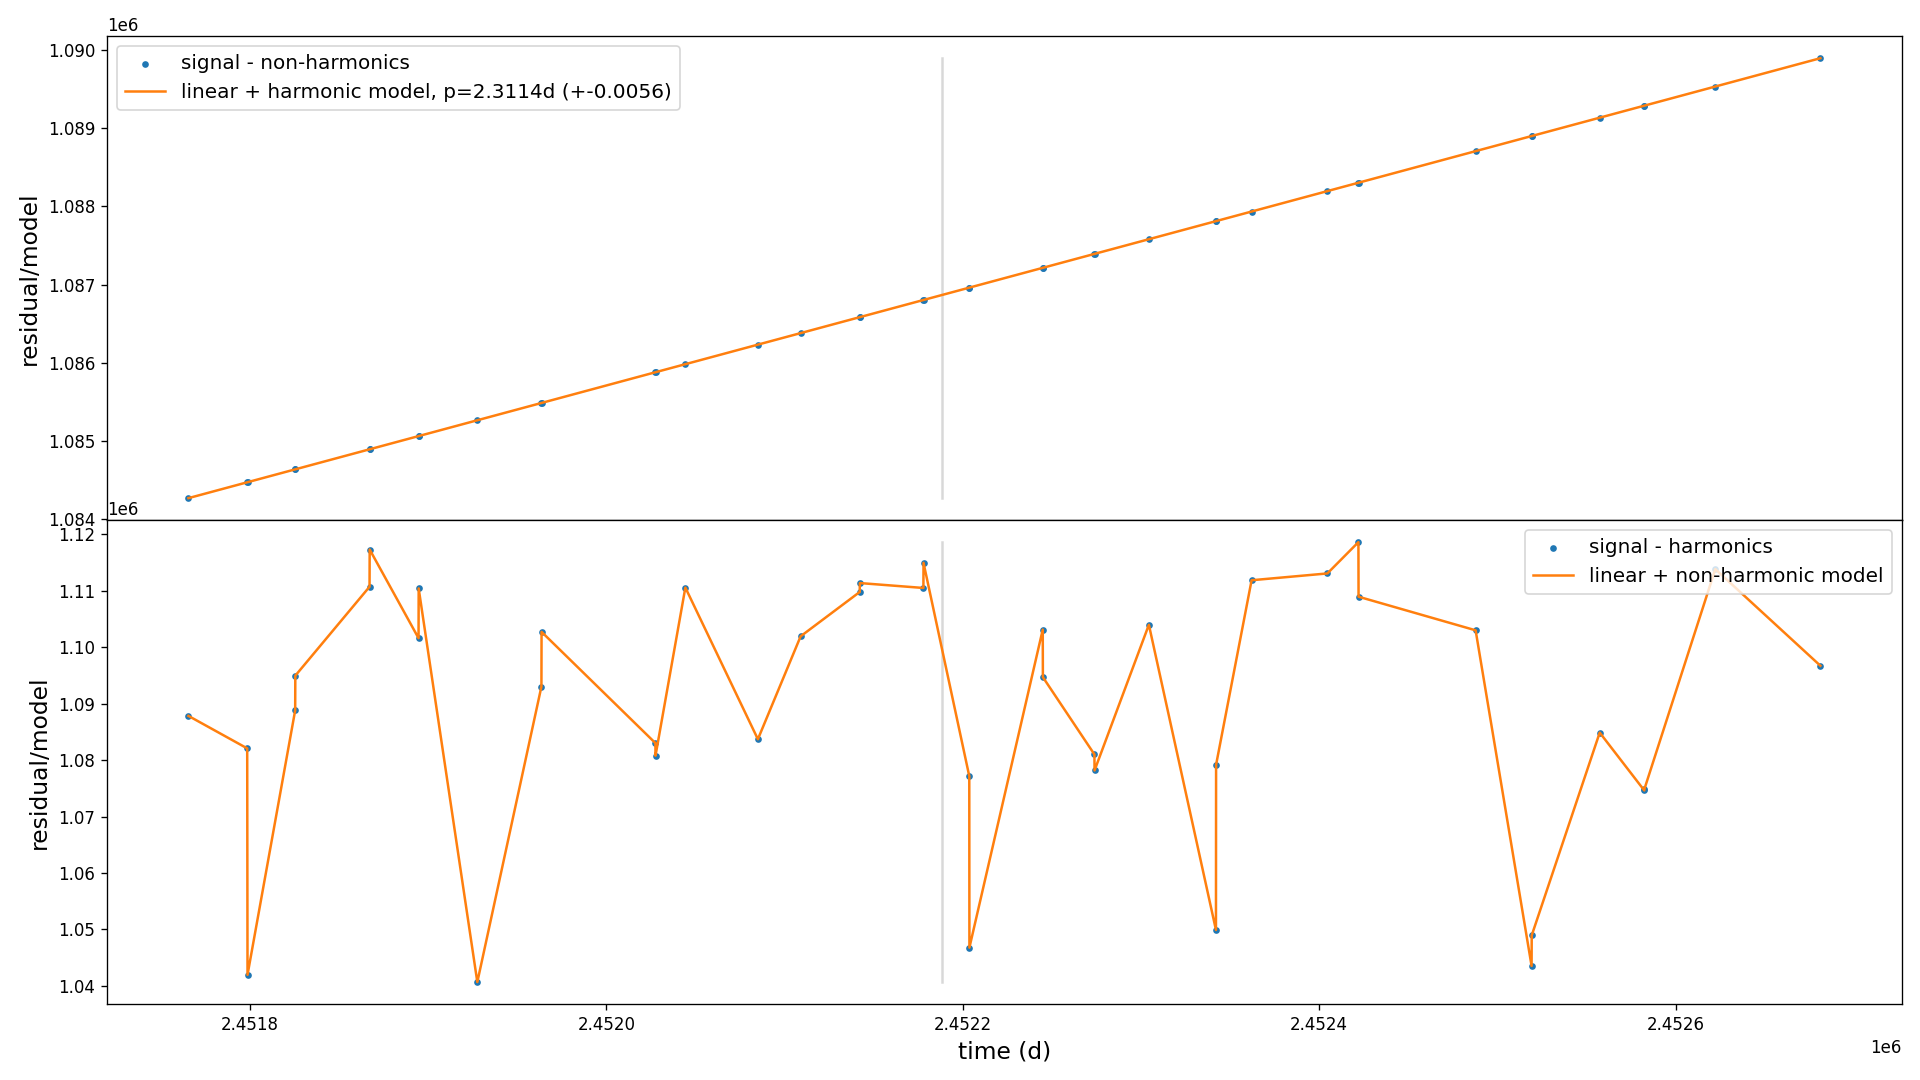 1e6
1.090
1.089
1.088
1.087
1.086
1.085
1.084
residual/model
signal - non-harmonics
linear + harmonic model, p=2.3114d (+-0.0056)
1e6
1.12
1.11
1.10
1.09
1.08
1.07
1.06
1.05
1.04
residual/model
signal - harmonics
linear + non-harmonic model
2.4518
2.4520
2.4522
2.4524
2.4526
time (d)
1e6